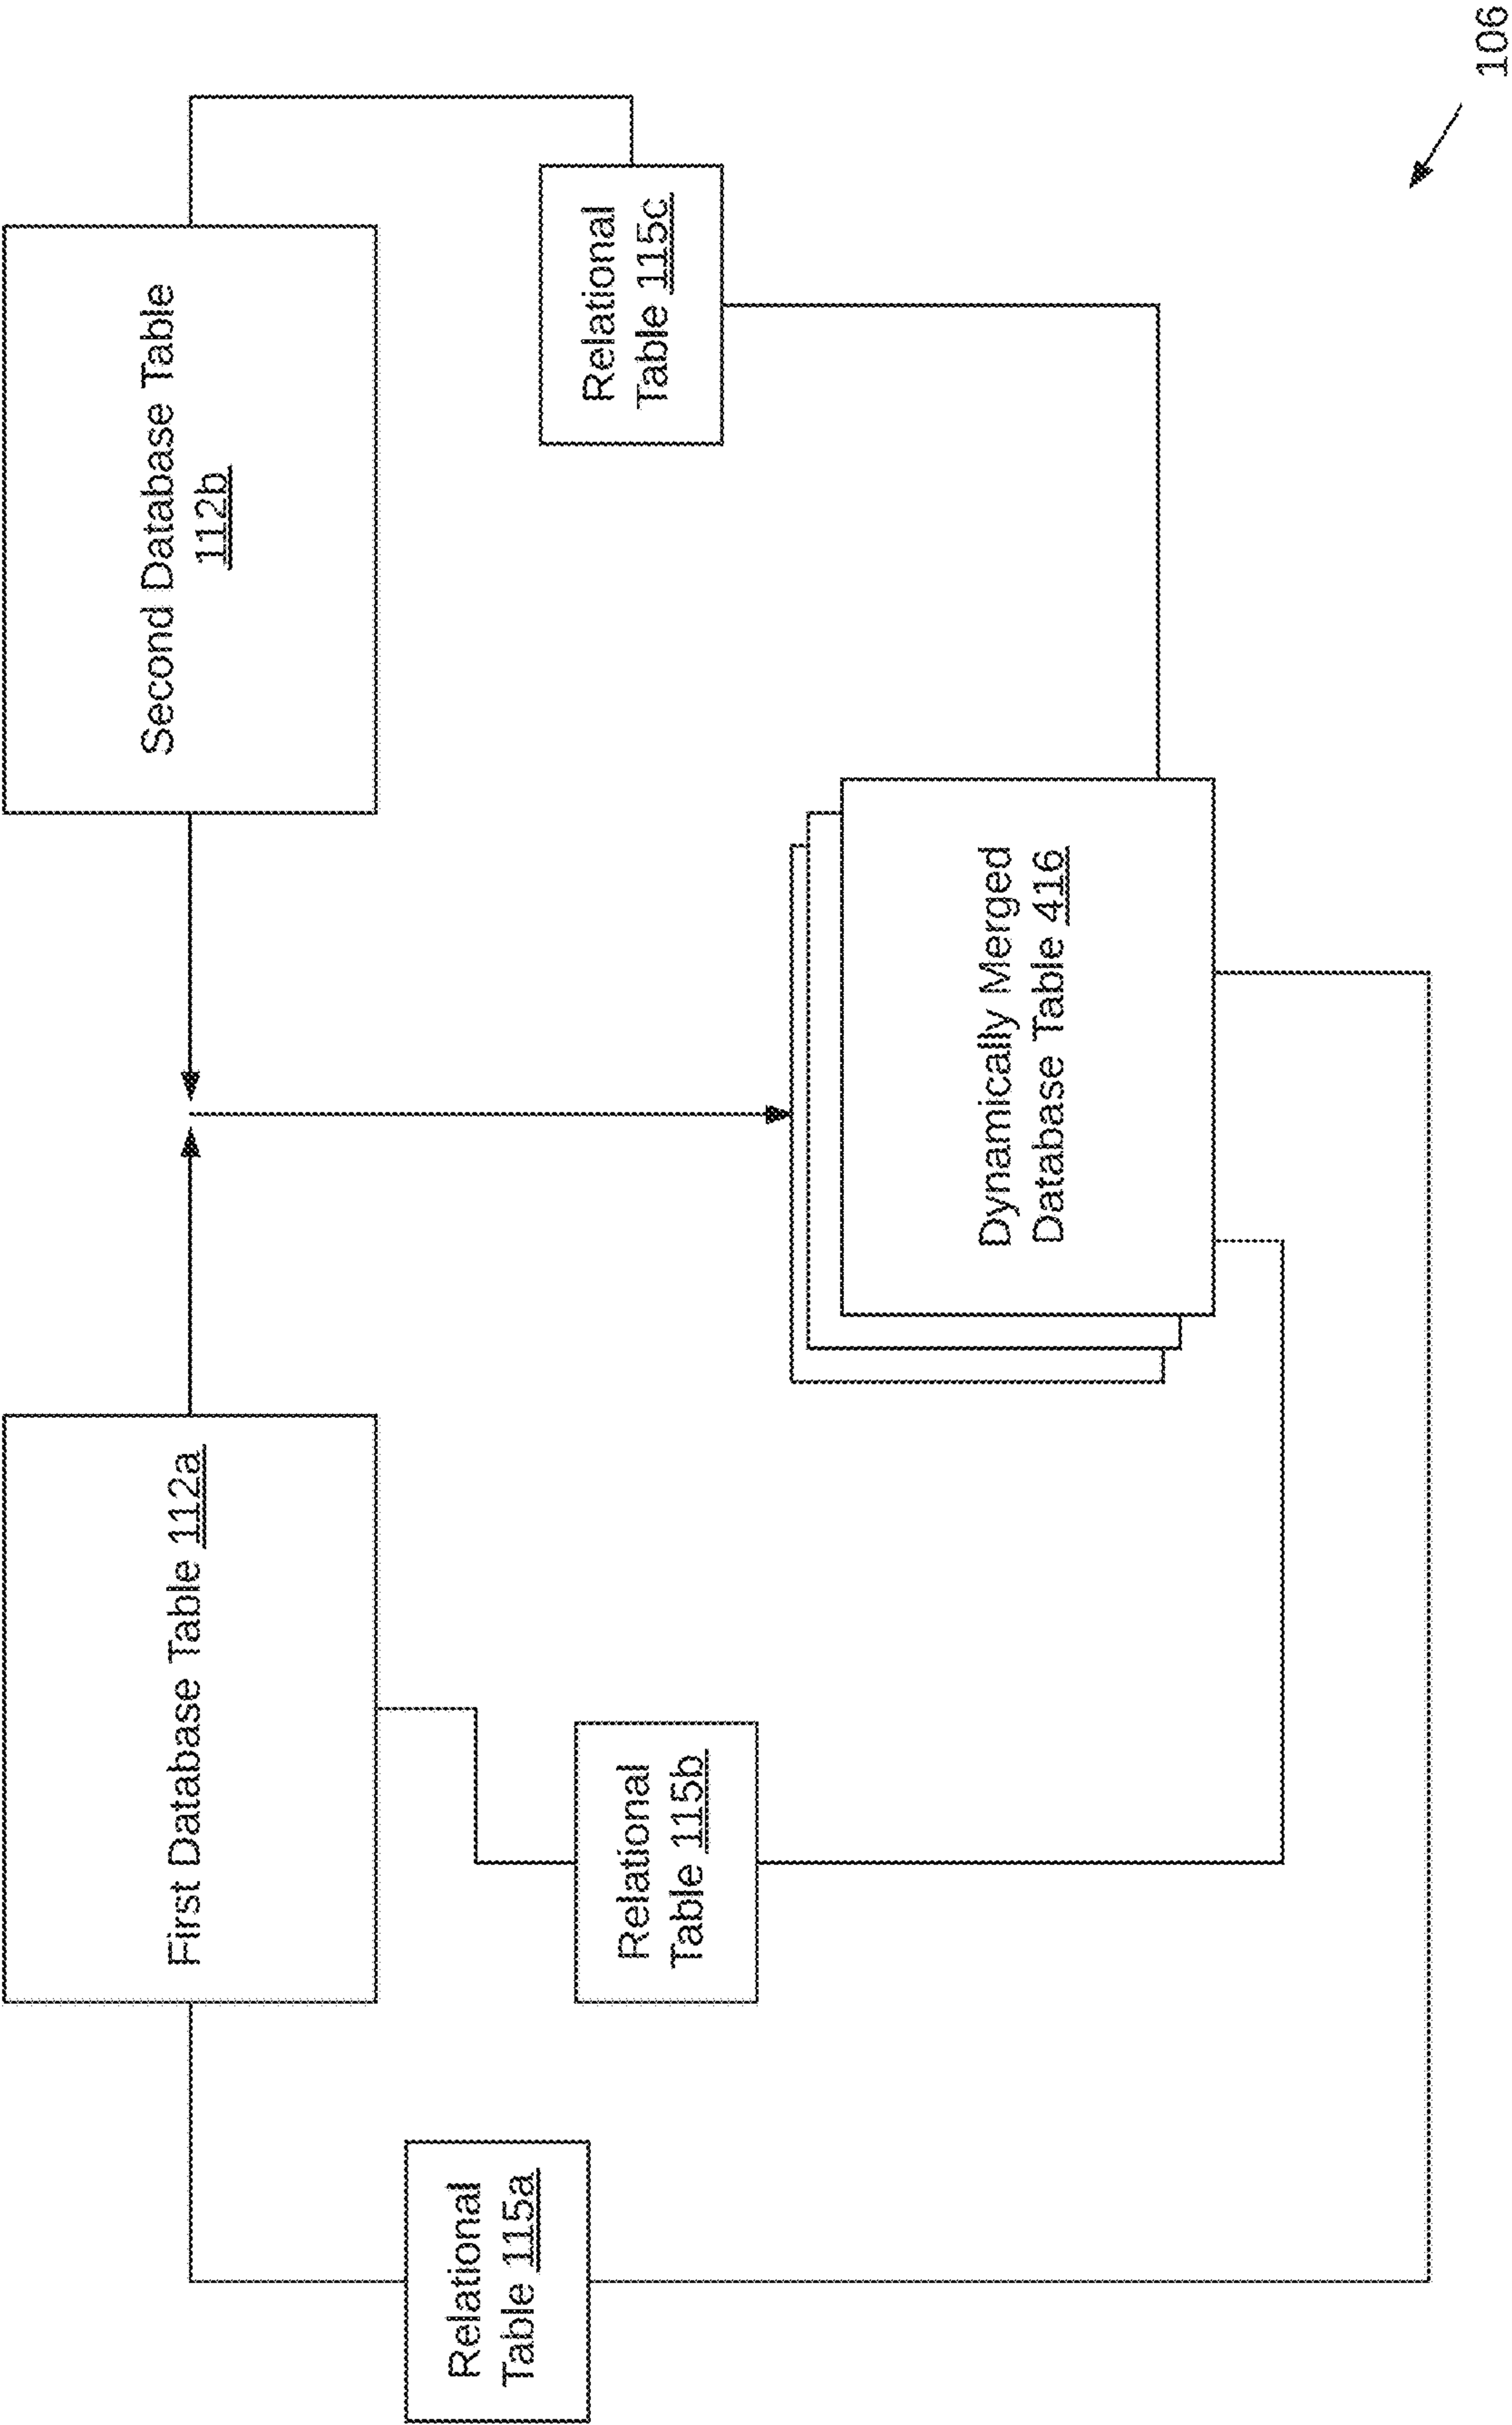 First Database Table 112a
Second Database Table
112b
Relational
Table 115a
Relational
Table 115b
Relational
Table 115c
Dynamically Merged
Database Table 416
106